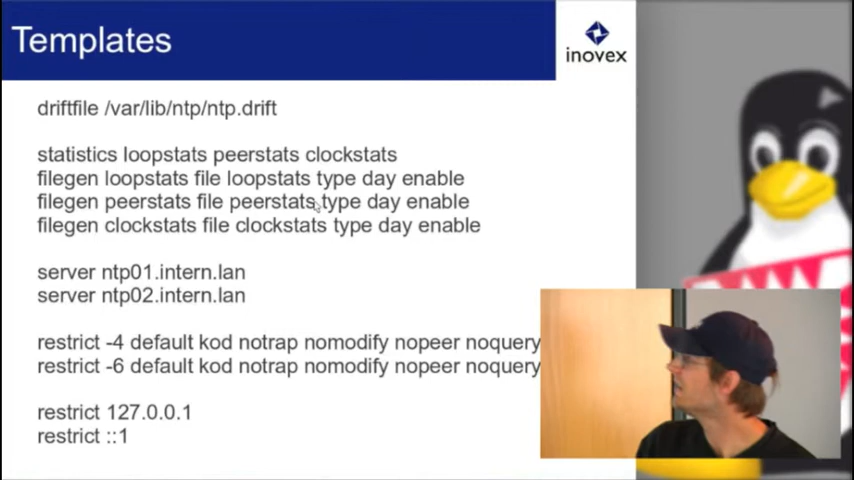 Templates
inovex
driftfile /var/lib/ntp/ntp.drift
statistics loopstats peerstats clockstats
filegen loopstats file loopstats type day enable
filegen peerstats file peerstats type day enable
filegen clockstats file clockstats type day enable
server ntp01.intern.lan
server ntp02.intern.lan
restrict -4 default kod notrap nomodify nopeer noquery
restrict -6 default kod notrap nomodify nopeer noquery
restrict 127.0.0.1
restrict ::1